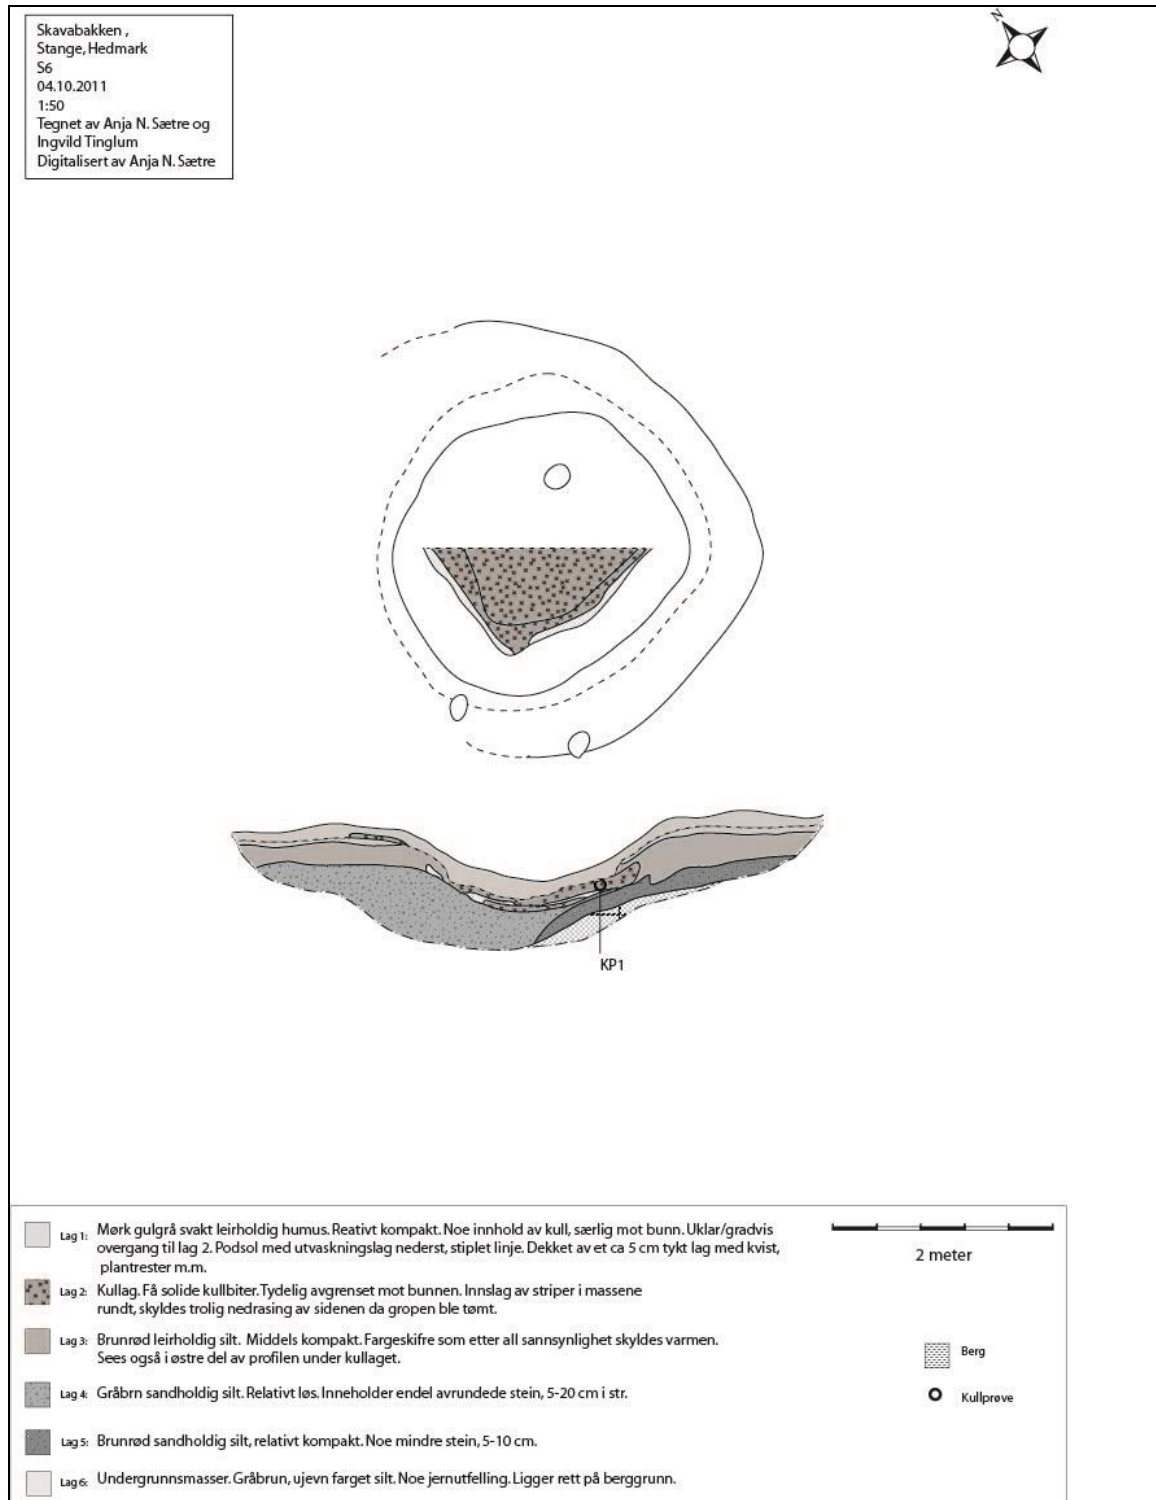 Skavabakken ,
Stange, Hedmark
S6
04.10.2011
1:50
Tegnet av Anja N. Sætre og
Ingvild Tinglum
Digitalisert av Anja N. Sætre
N
KP1
Lag 1: Mørk gulgrå svakt leirholdig humus. Reativt kompakt. Noe innhold av kull, særlig mot bunn. Uklar/gradvis
overgang til lag 2. Podsol med utvaskningslag nederst, stiplet linje. Dekket av et ca 5 cm tykt lag med kvist,
plantrester m.m.
Lag 2: Kullag. Få solide kullbiter. Tydelig avgrenset mot bunnen. Innslag av striper i massene
rundt, skyldes trolig nedrasing av sidenen da gropen ble tømt.
Lag 3: Brunrød leirholdig silt. Middels kompakt. Fargeskifre som etter all sannsynlighet skyldes varmen.
Sees også i østre del av profilen under kullaget.
Lag 4: Gråbrn sandholdig silt. Relativt løs. Inneholder endel avrundede stein, 5-20 cm i str.
Lag 5: Brunrød sandholdig silt, relativt kompakt. Noe mindre stein, 5-10 cm.
Lag 6: Undergrunnsmasser. Gråbrun, ujevn farget silt. Noe jernutfelling. Ligger rett på berggrunn.
2 meter
Berg
Kullprøve